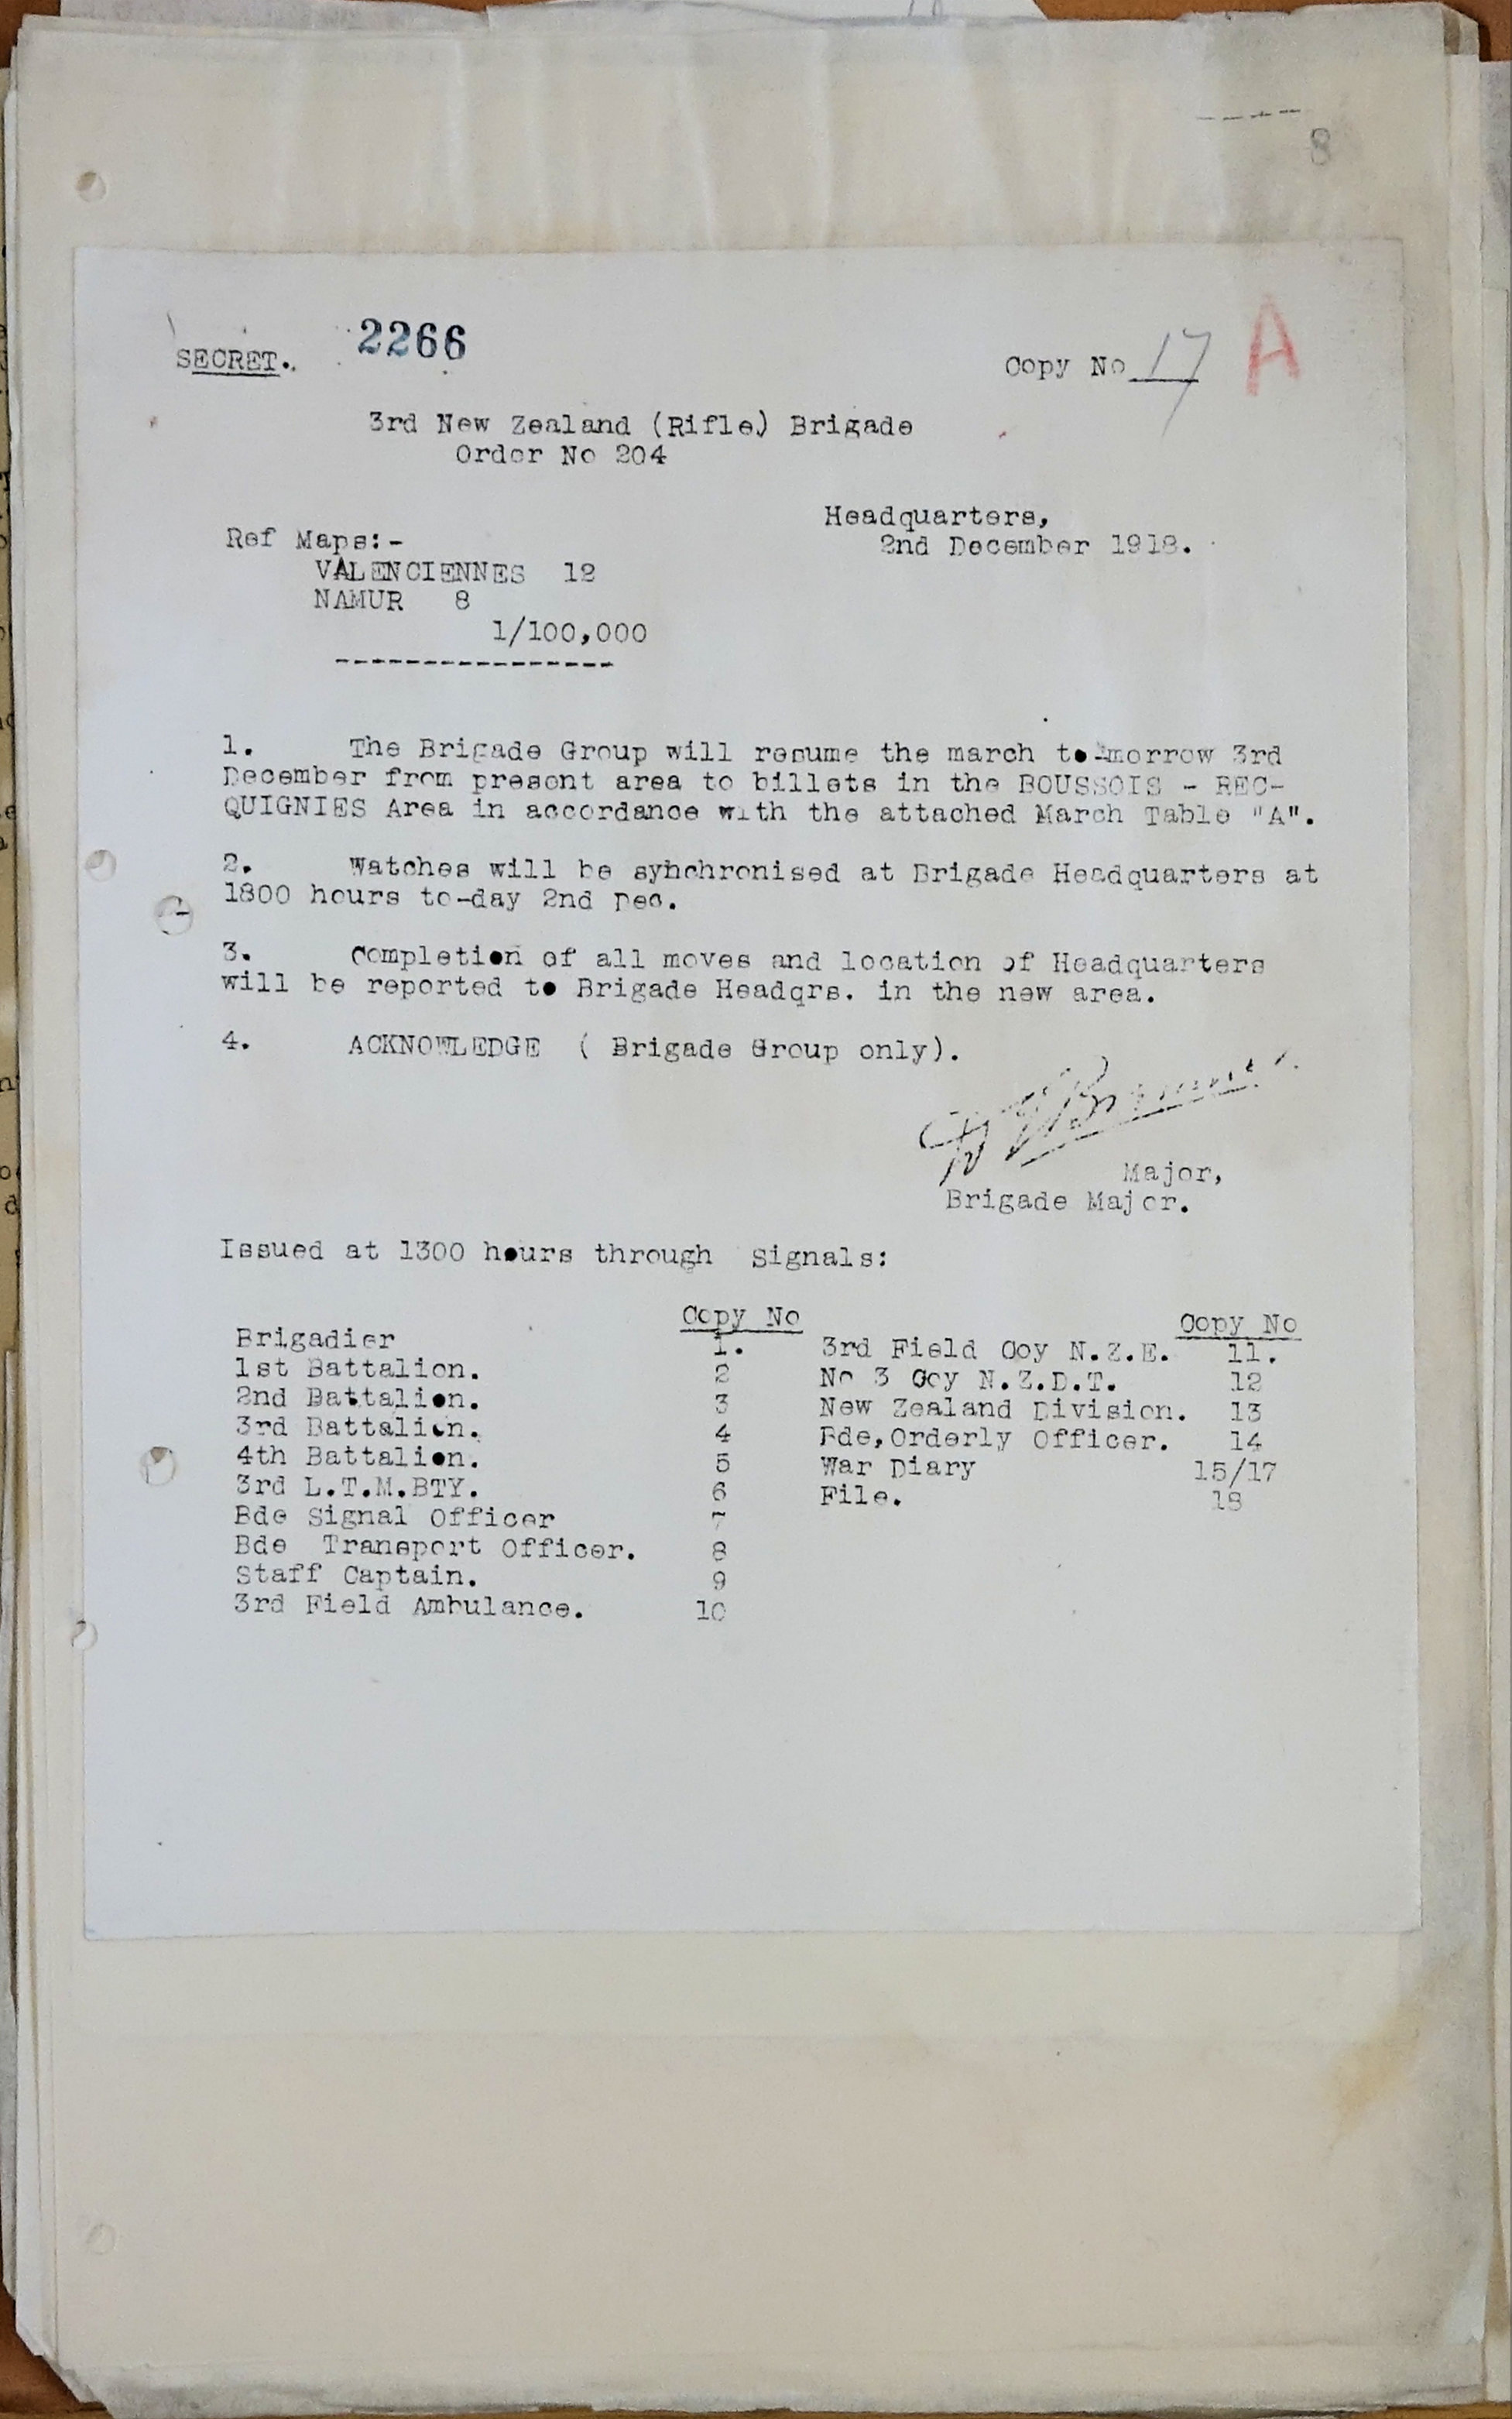 8
SECRET. 2266 Copy No 17 A
3rd New Zealand (Rifle) Brigade
Order No 204
Headquarters,
2nd December 1918.
Ref Maps:-
VALENCIENNES 12
NAMUR 8
1/100,000
-----------------
1. The Brigade Group will resume the march to-morrow 3rd
December from present area to billets in the BOUSSOIS - REC-
QUIGNIES Area in accordance with the attached March Table "A".
2. Watches will be synchronised at Brigade Headquarters at
1800 hours to-day 2nd Dec.
3. Completion of all moves and location of Headquarters
will be reported to Brigade Headqrs. in the new area.
4. ACKNOWLEDGE ( Brigade Group only).
Major,
Brigade Major.
Issued at 1300 hours through Signals:
Copy No Copy No
Brigadier 1. 3rd Field Coy N.Z.E. 11.
1st Battalion. 2 No 3 Coy N.Z.D.T. 12
2nd Battalion. 3 New Zealand Division. 13
3rd Battalion. 4 Bde,Orderly Officer. 14
4th Battalion. 5 War Diary 15/17
3rd L.T.M.BTY. 6 File. 18
Bde Signal Officer 7
Bde Transport Officer. 8
Staff Captain. 9
3rd Field Ambulance. 10